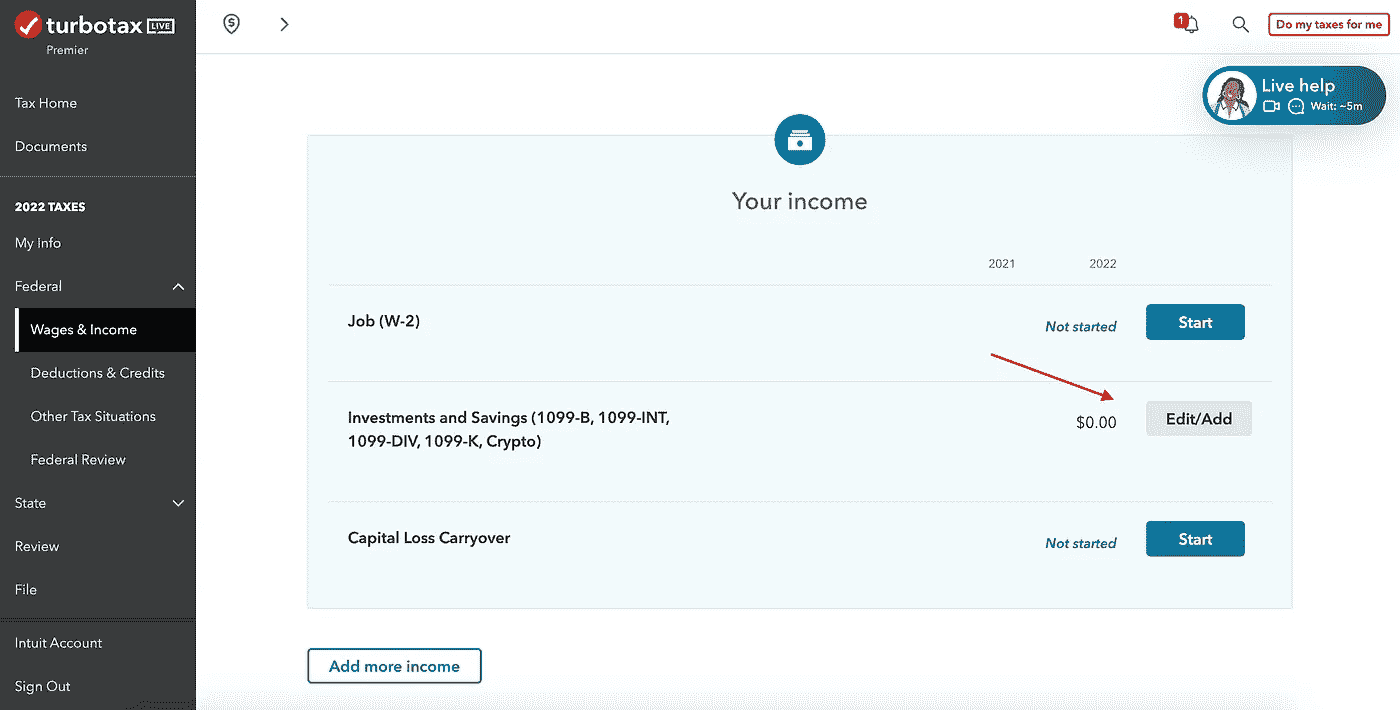 turbotax LIVE
Premier
Tax Home
Documents
2022 TAXES
My Info
Federal
Wages & Income
Deductions & Credits
Other Tax Situations
Federal Review
State
Review
File
Intuit Account
Sign Out
$
1
Do my taxes for me
Live help
Wait: ~5m
Your income
2021 2022
Job (W-2)
Not started
Start
Investments and Savings (1099-B, 1099-INT,
1099-DIV, 1099-K, Crypto)
$0.00
Edit/Add
Capital Loss Carryover
Not started
Start
Add more income